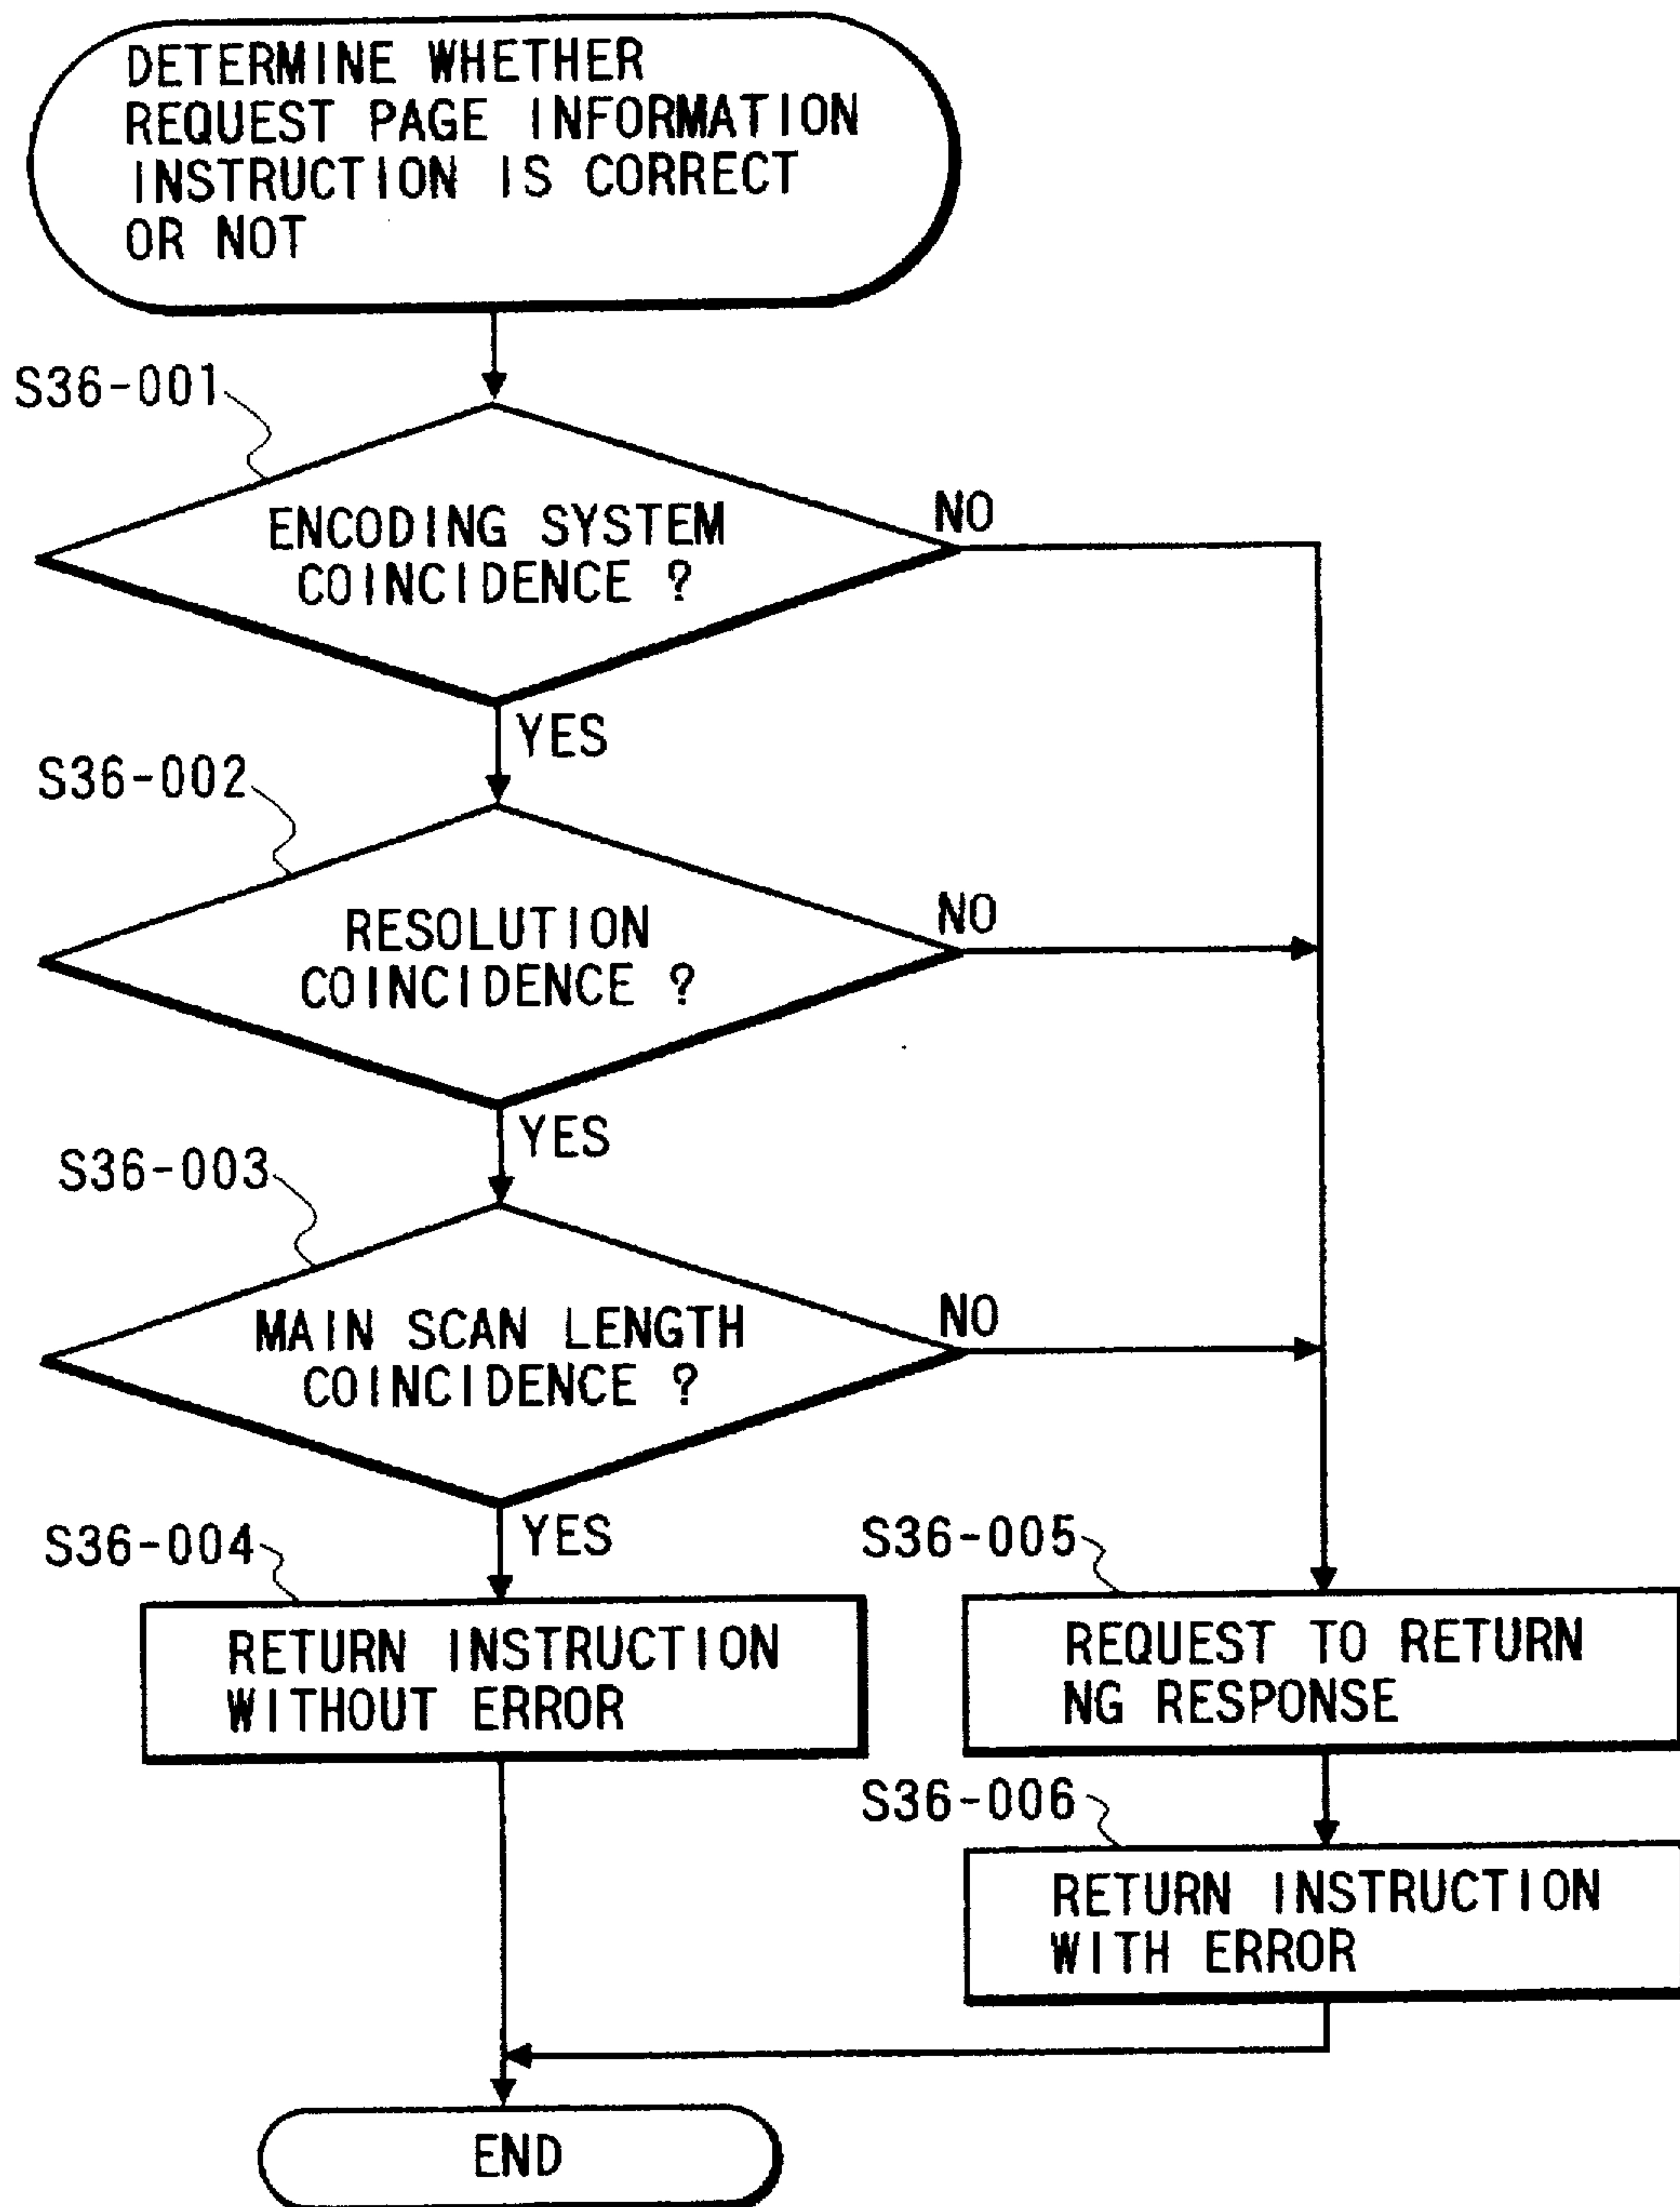 DETERMINE WHETHER
REQUEST PAGE INFORMATION
INSTRUCTION IS CORRECT
OR NOT
S36-001
ENCODING SYSTEM
COINCIDENCE ?
NO
YES
S36-002
RESOLUTION
COINCIDENCE ?
NO
YES
S36-003
MAIN SCAN LENGTH
COINCIDENCE ?
NO
YES
S36-004
RETURN INSTRUCTION
WITHOUT ERROR
S36-005
REQUEST TO RETURN
NG RESPONSE
S36-006
RETURN INSTRUCTION
WITH ERROR
END